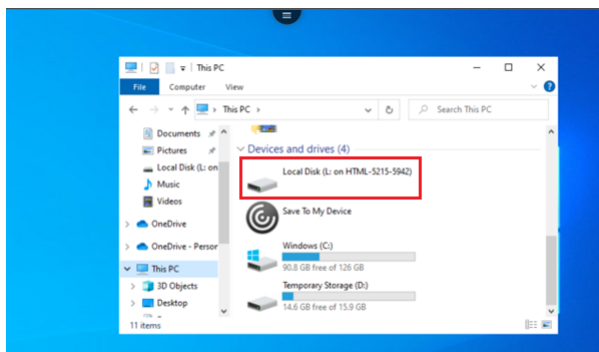 This PC
File Computer View
This PC
Search This PC
Documents
Pictures
Local Disk (L: on
Music
Videos
OneDrive
OneDrive - Person
This PC
3D Objects
Desktop
Devices and drives (4)
Local Disk (L: on HTML-5215-5942)
Save To My Device
Windows (C:)
90.8 GB free of 126 GB
Temporary Storage (D:)
14.6 GB free of 15.9 GB
11 items